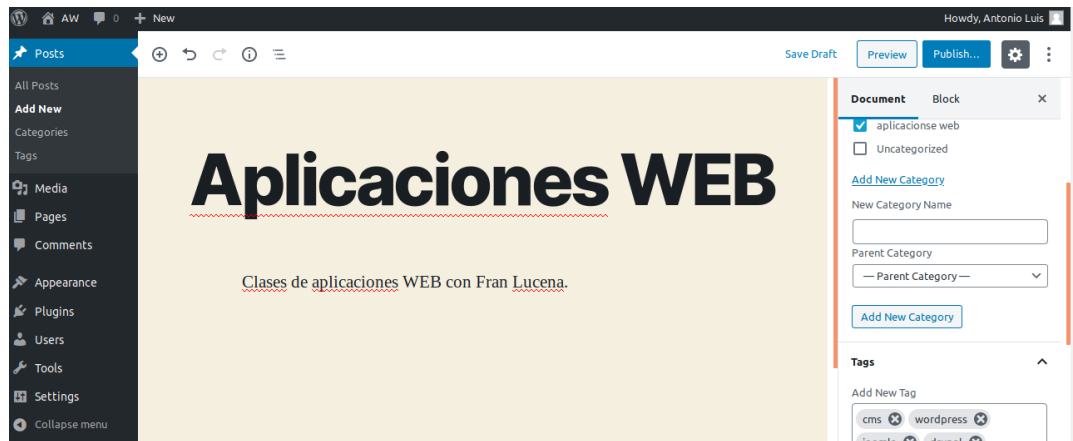 AW 0 + New Howdy, Antonio Luis
Posts
All Posts
Add New
Categories
Tags
Media
Pages
Comments
Appearance
Plugins
Users
Tools
Settings
Collapse menu
Save Draft Preview Publish...
Aplicaciones WEB
Clases de aplicaciones WEB con Fran Lucena.
Document Block
aplicacionse web
Uncategorized
Add New Category
New Category Name
Parent Category
— Parent Category —
Add New Category
Tags
Add New Tag
cms wordpress
joomla drupal